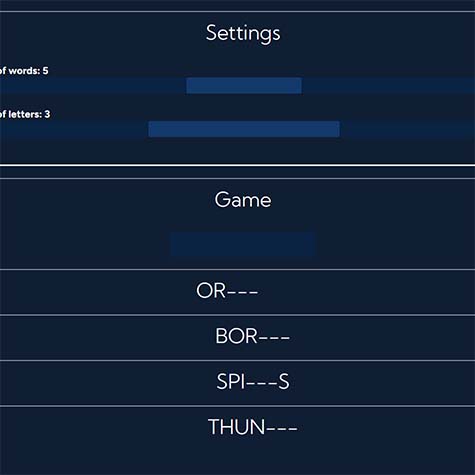 Settings
of words: 5
of letters: 3
Game
OR---
BOR---
SPI---S
THUN---